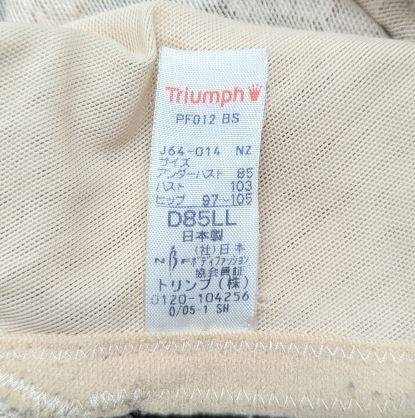 Triumph
PF012 BS
J64-014 NZ
サイズ
アンダーバスト 85
バスト 103
ヒップ 97~105
D85LL
日本製
(社)日本
NBFボディファッション
協会員証
トリンプ(株)
0120-104256
0/05-1 SH